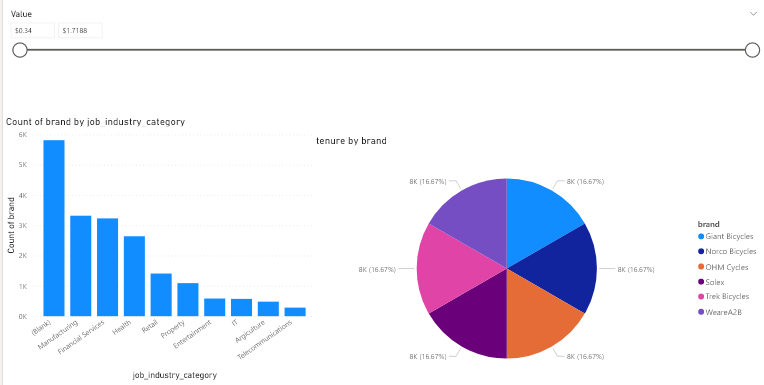 Value
$0.34
$1.7188
Count of brand by job_industry_category
6K
5K
4K
3K
2K
1K
0K
Count of brand
(Blank)
Manufacturing
Financial Services
Health
Retail
Property
Entertainment
IT
Argiculture
Telecommunications
job_industry_category
tenure by brand
8K (16.67%)
8K (16.67%)
8K (16.67%)
8K (16.67%)
8K (16.67%)
8K (16.67%)
brand
Giant Bicycles
Norco Bicycles
OHM Cycles
Solex
Trek Bicycles
WeareA2B